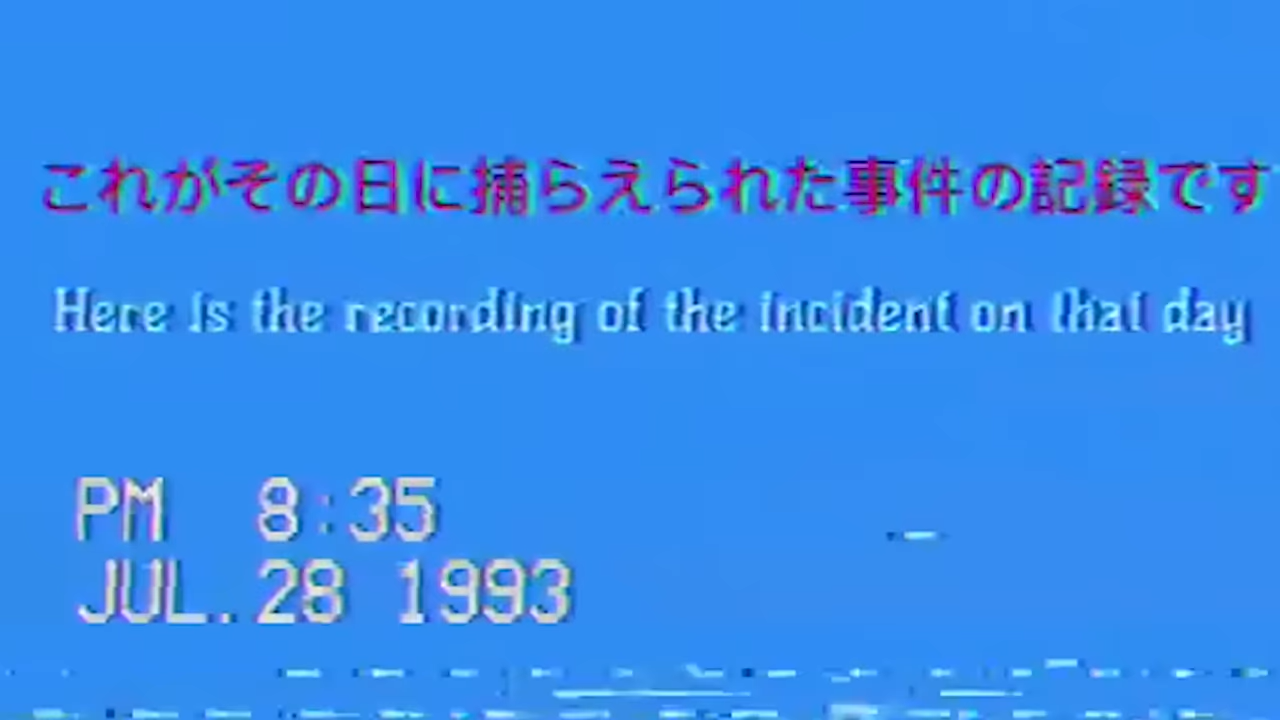 これがその日に捕らえられた事件の記録です
Here is the recording of the incident on that day
PM 8:35
JUL.28 1993